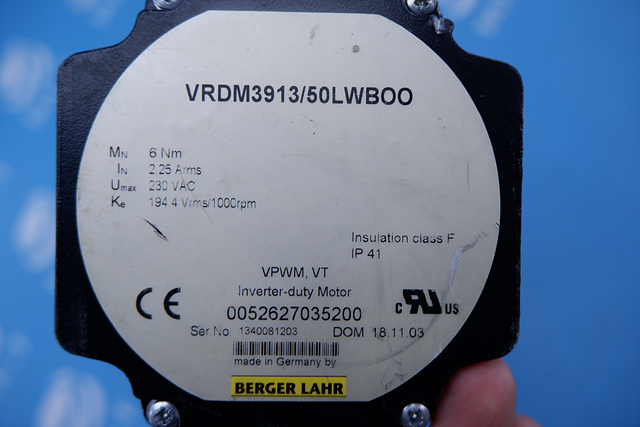 VRDM3913/50LWBOO
MN 6 Nm
IN 2.25 Arms
Umax 230 VAC
Ke 194.4 Vrms/1000rpm
Insulation class F
IP 41
VPWM, VT
Inverter-duty Motor
CE
0052627035200
c RU US
Ser.No 1340081203 DOM 18.11.03
made in Germany by
BERGER LAHR